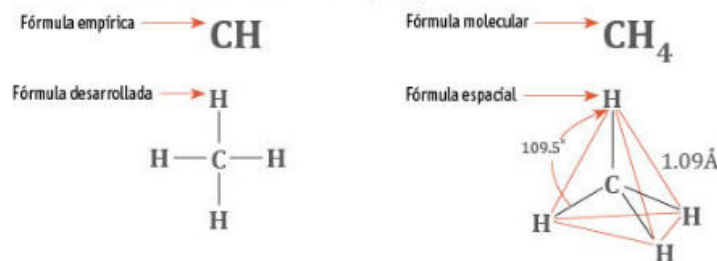 Fórmula empírica CH
Fórmula molecular CH₄
Fórmula desarrollada H
H C H
H
Fórmula espacial H
109.5°
1.09Å
C
H H
H